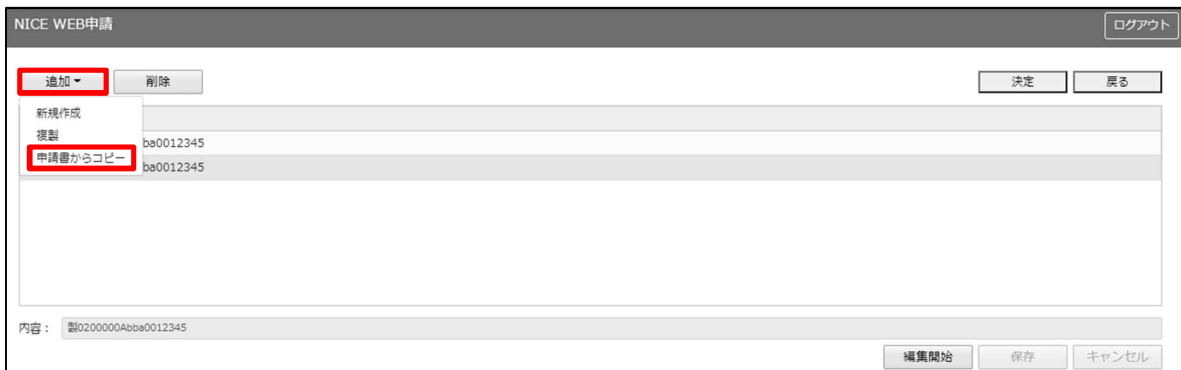 NICE WEB申請
ログアウト
追加
削除
決定
戻る
新規作成
複製
ba0012345
申請書からコピー
ba0012345
内容：
製0200000Abba0012345
編集開始
保存
キャンセル